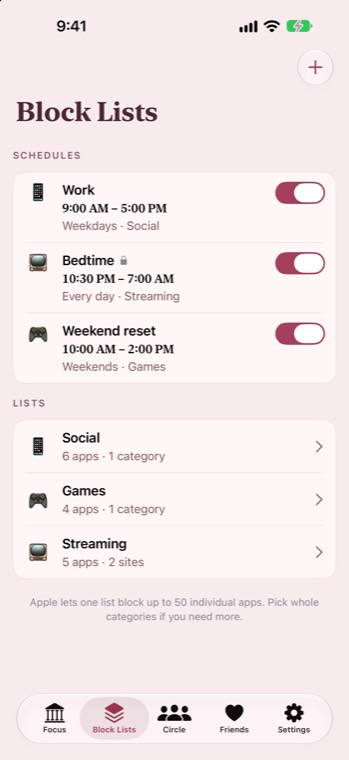 9:41
Block Lists
SCHEDULES
Work
9:00 AM – 5:00 PM
Weekdays · Social
Bedtime
10:30 PM – 7:00 AM
Every day · Streaming
Weekend reset
10:00 AM – 2:00 PM
Weekends · Games
LISTS
Social
6 apps · 1 category
Games
4 apps · 1 category
Streaming
5 apps · 2 sites
Apple lets one list block up to 50 individual apps. Pick whole
categories if you need more.
Focus
Block Lists
Circle
Friends
Settings